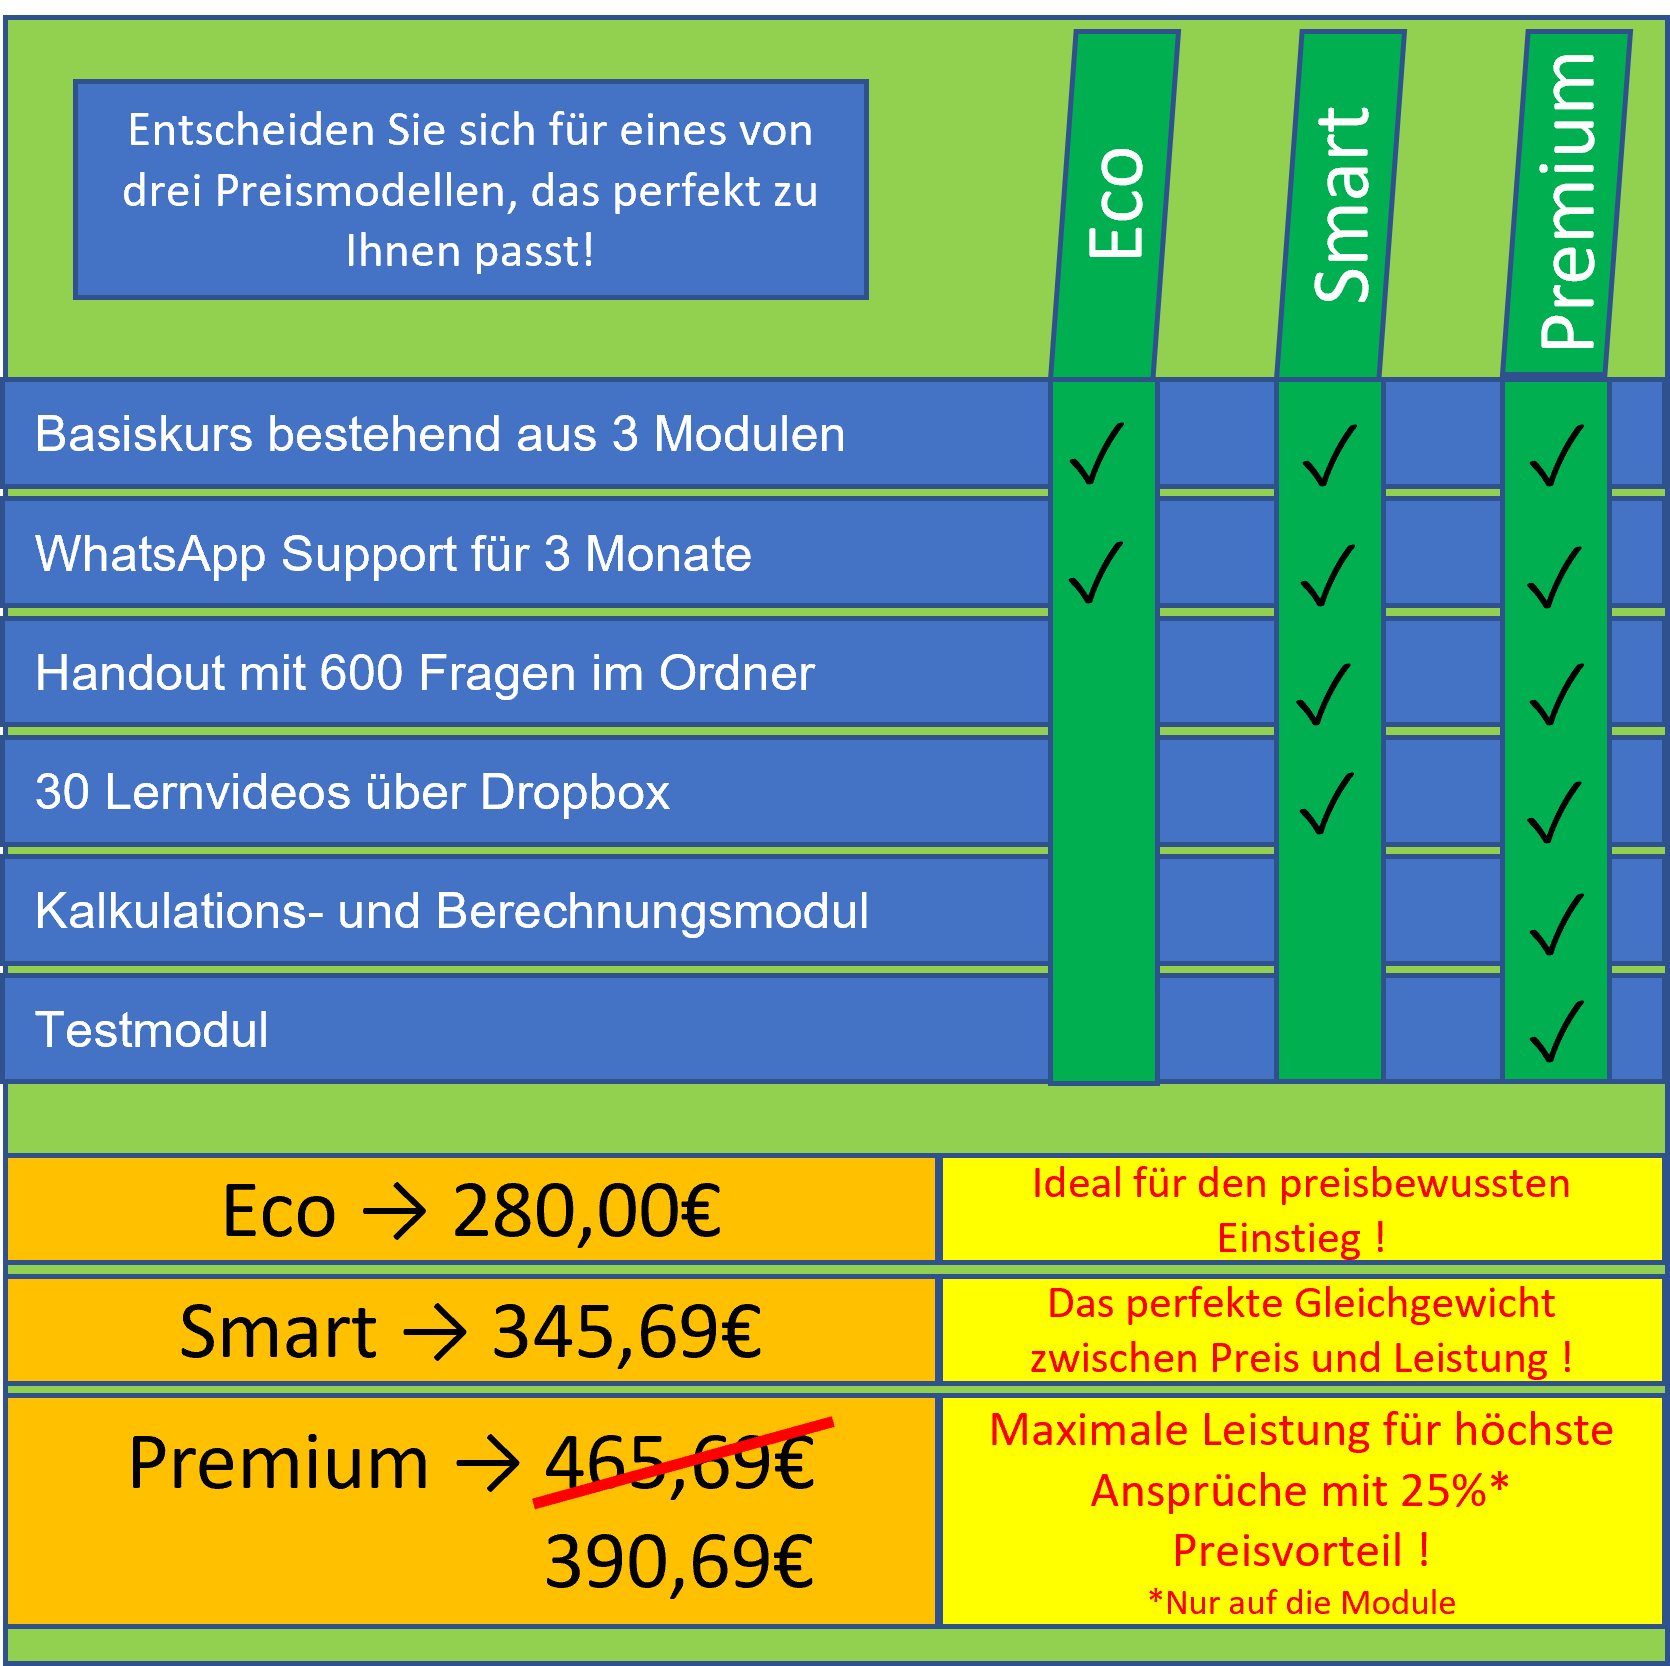 Entscheiden Sie sich für eines von
drei Preismodellen, das perfekt zu
Ihnen passt!
Eco
Smart
Premium
Basiskurs bestehend aus 3 Modulen
WhatsApp Support für 3 Monate
Handout mit 600 Fragen im Ordner
30 Lernvideos über Dropbox
Kalkulations- und Berechnungsmodul
Testmodul
Eco → 280,00€
Ideal für den preisbewussten
Einstieg !
Smart → 345,69€
Das perfekte Gleichgewicht
zwischen Preis und Leistung !
Premium → 465,69€
390,69€
Maximale Leistung für höchste
Ansprüche mit 25%*
Preisvorteil !
*Nur auf die Module